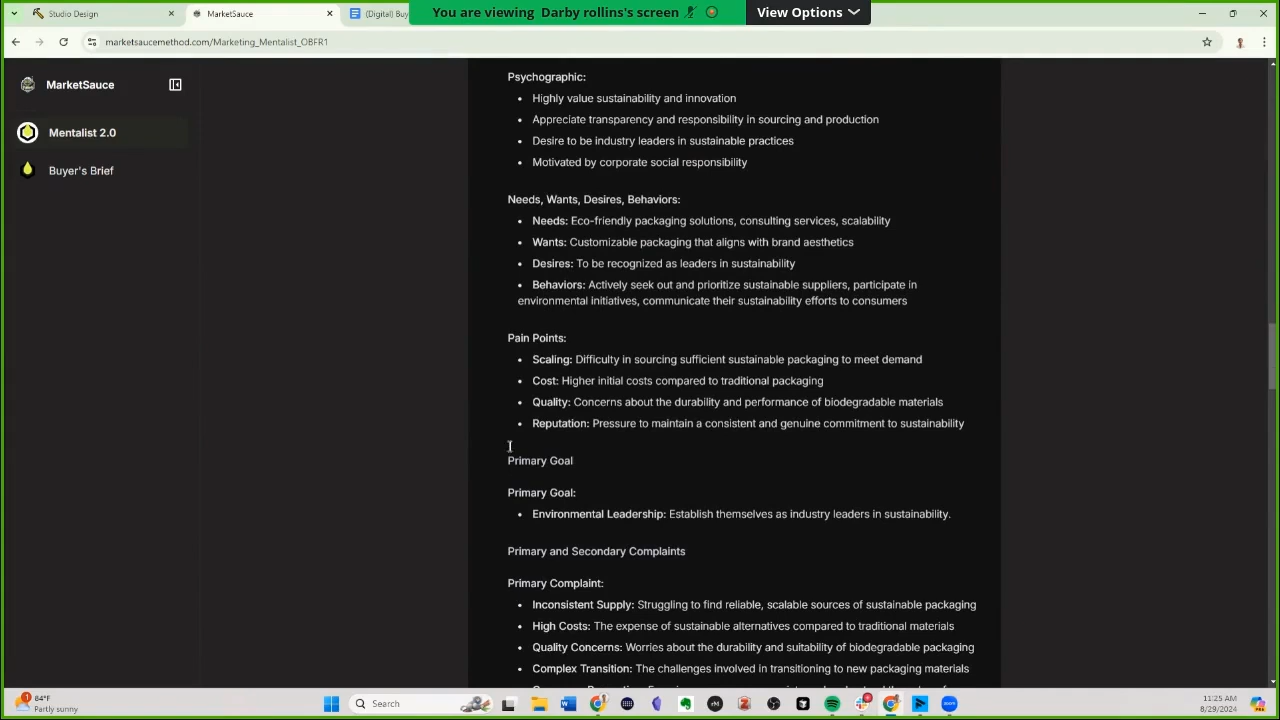 Studio Design
MarketSauce
(Digital) Buy
You are viewing Darby rollins's screen
View Options
marketsaucemethod.com/Marketing_Mentalist_OBFR1
MarketSauce
Mentalist 2.0
Buyer's Brief
Psychographic:
• Highly value sustainability and innovation
• Appreciate transparency and responsibility in sourcing and production
• Desire to be industry leaders in sustainable practices
• Motivated by corporate social responsibility
Needs, Wants, Desires, Behaviors:
• Needs: Eco-friendly packaging solutions, consulting services, scalability
• Wants: Customizable packaging that aligns with brand aesthetics
• Desires: To be recognized as leaders in sustainability
• Behaviors: Actively seek out and prioritize sustainable suppliers, participate in
environmental initiatives, communicate their sustainability efforts to consumers
Pain Points:
• Scaling: Difficulty in sourcing sufficient sustainable packaging to meet demand
• Cost: Higher initial costs compared to traditional packaging
• Quality: Concerns about the durability and performance of biodegradable materials
• Reputation: Pressure to maintain a consistent and genuine commitment to sustainability
Primary Goal
Primary Goal:
• Environmental Leadership: Establish themselves as industry leaders in sustainability.
Primary and Secondary Complaints
Primary Complaint:
• Inconsistent Supply: Struggling to find reliable, scalable sources of sustainable packaging
• High Costs: The expense of sustainable alternatives compared to traditional materials
• Quality Concerns: Worries about the durability and suitability of biodegradable packaging
• Complex Transition: The challenges involved in transitioning to new packaging materials
84°F
Partly sunny
Search
11:25 AM
8/29/2024